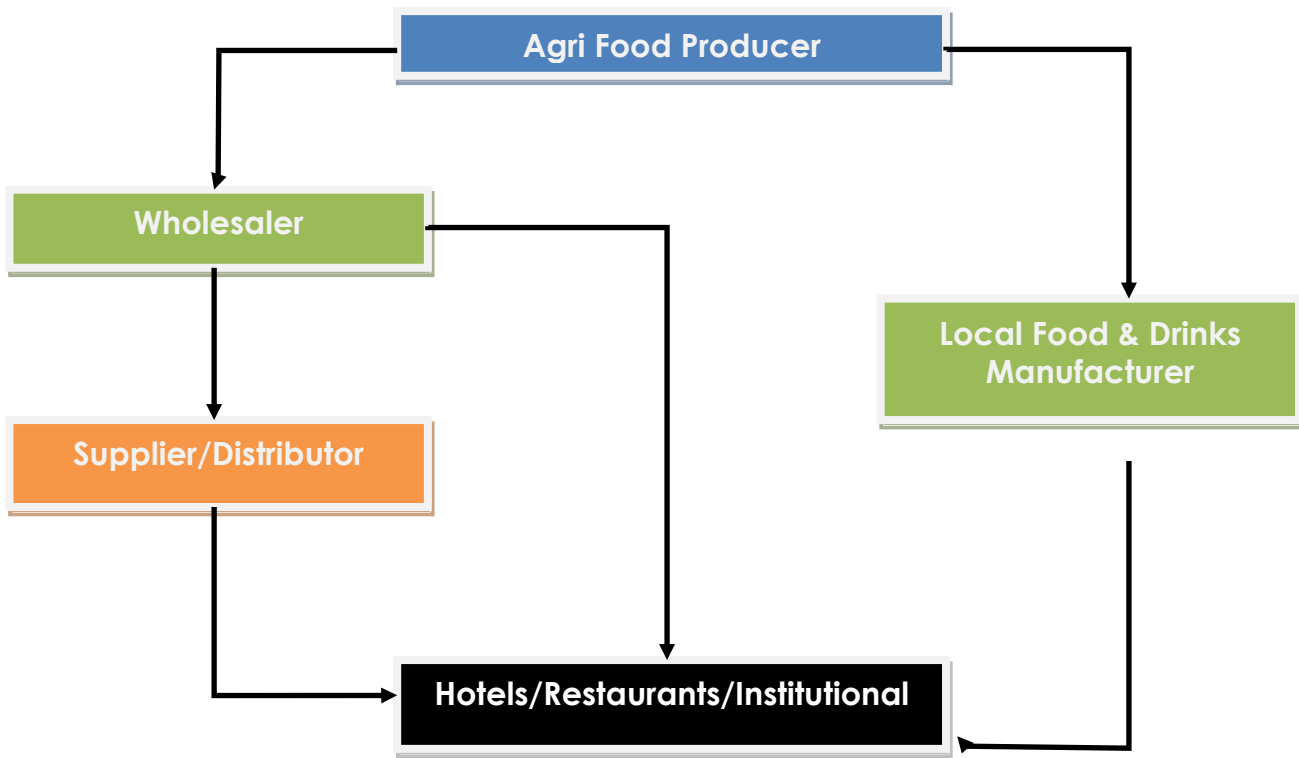 Agri Food Producer
Wholesaler
Local Food & Drinks
Manufacturer
Supplier/Distributor
Hotels/Restaurants/Institutional